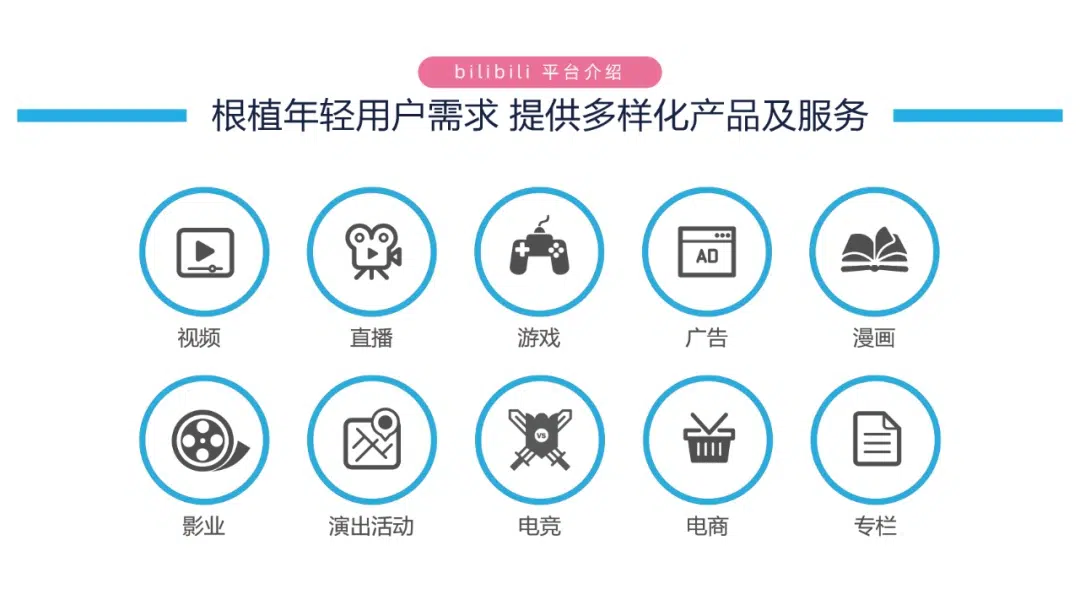 bilibili 平台介绍
根植年轻用户需求 提供多样化产品及服务
AD
视频 直播 游戏 广告 漫画
VS
影业 演出活动 电竞 电商 专栏